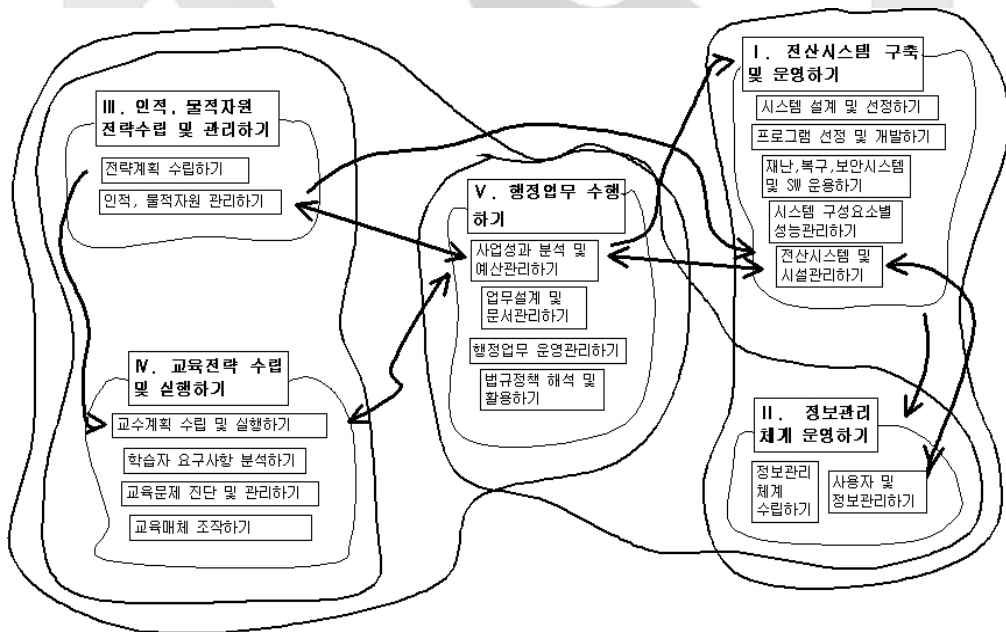 Ⅲ. 인적, 물적자원
전략수립 및 관리하기
전략계획 수립하기
인적, 물적자원 관리하기
Ⅳ. 교육전략 수립
및 실행하기
교수계획 수립 및 실행하기
학습자 요구사항 분석하기
교육문제 진단 및 관리하기
교육매체 조작하기
Ⅴ. 행정업무 수행
하기
사업성과 분석 및
예산관리하기
업무설계 및
문서관리하기
행정업무 운영관리하기
법규정책 해석 및
활용하기
Ⅰ. 전산시스템 구축
및 운영하기
시스템 설계 및 선정하기
프로그램 선정 및 개발하기
재난,복구,보안시스템
및 SW 운용하기
시스템 구성요소별
성능관리하기
전산시스템 및
시설관리하기
Ⅱ. 정보관리
체계 운영하기
정보관리
체계
수립하기
사용자 및
정보관리하기